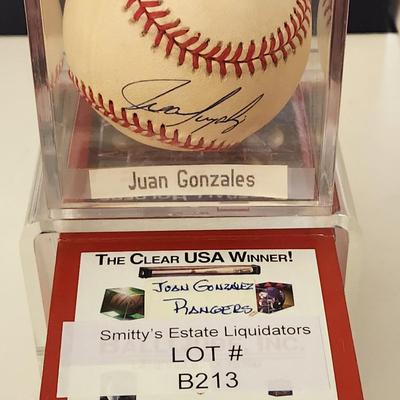 Juan Gonzales
THE CLEAR USA WINNER!
JUAN GONZALEZ
RANGERS
Smitty's Estate Liquidators
LOT #
B213